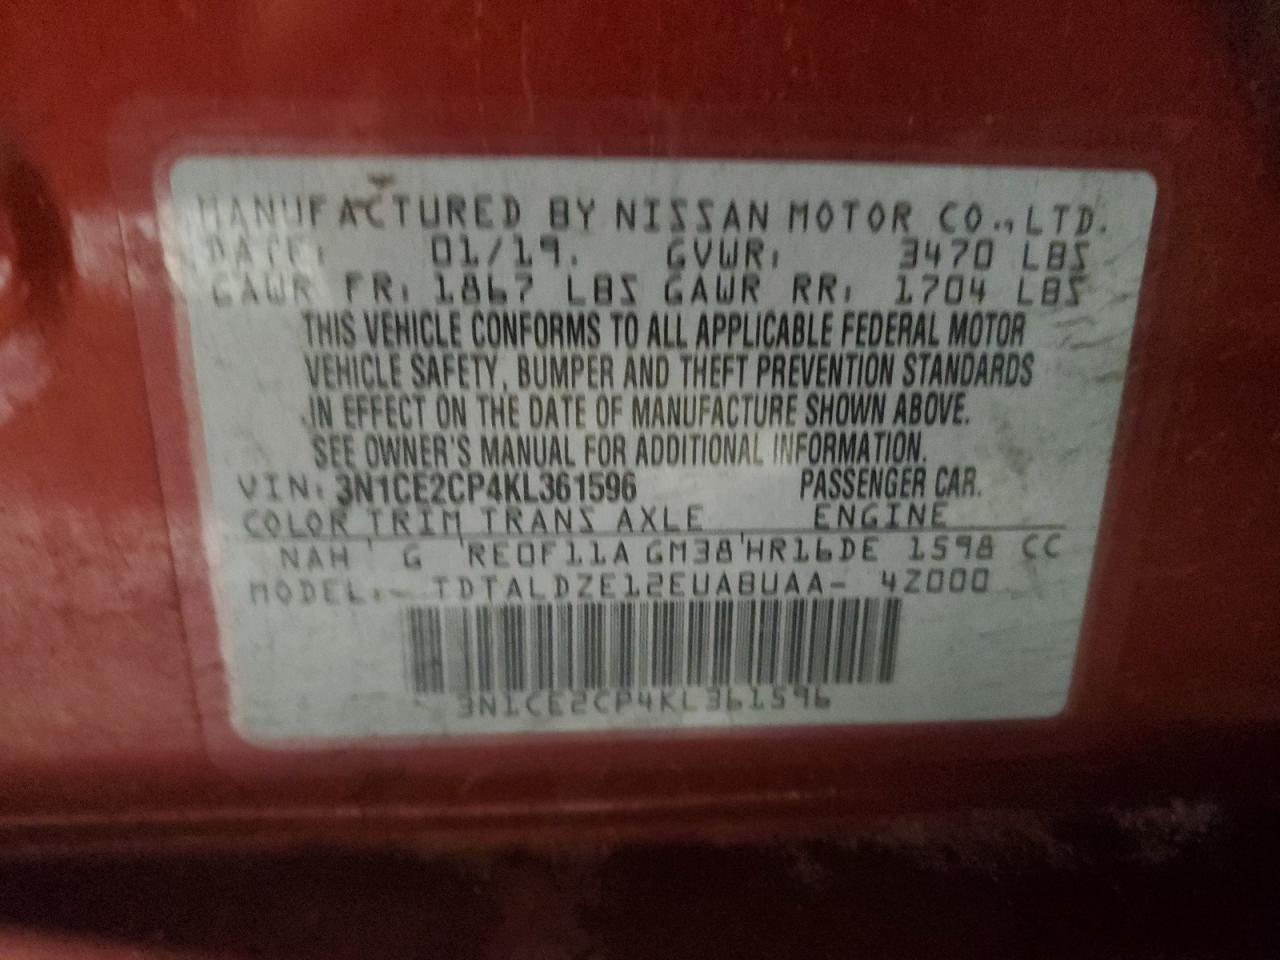 MANUFACTURED BY NISSAN MOTOR CO., LTD.
DATE: 01/19. GVWR: 3470 LBS
GAWR FR: 1867 LBS GAWR RR: 1704 LBS
THIS VEHICLE CONFORMS TO ALL APPLICABLE FEDERAL MOTOR
VEHICLE SAFETY, BUMPER AND THEFT PREVENTION STANDARDS
IN EFFECT ON THE DATE OF MANUFACTURE SHOWN ABOVE.
SEE OWNER'S MANUAL FOR ADDITIONAL INFORMATION.
VIN: 3N1CE2CP4KL361596 PASSENGER CAR.
COLOR TRIM TRANS AXLE ENGINE
NAH G RE0F11A GM38 HR16DE 1598 CC
MODEL: TDTALDZE12EUABUAA- 4Z000
3N1CE2CP4KL361596